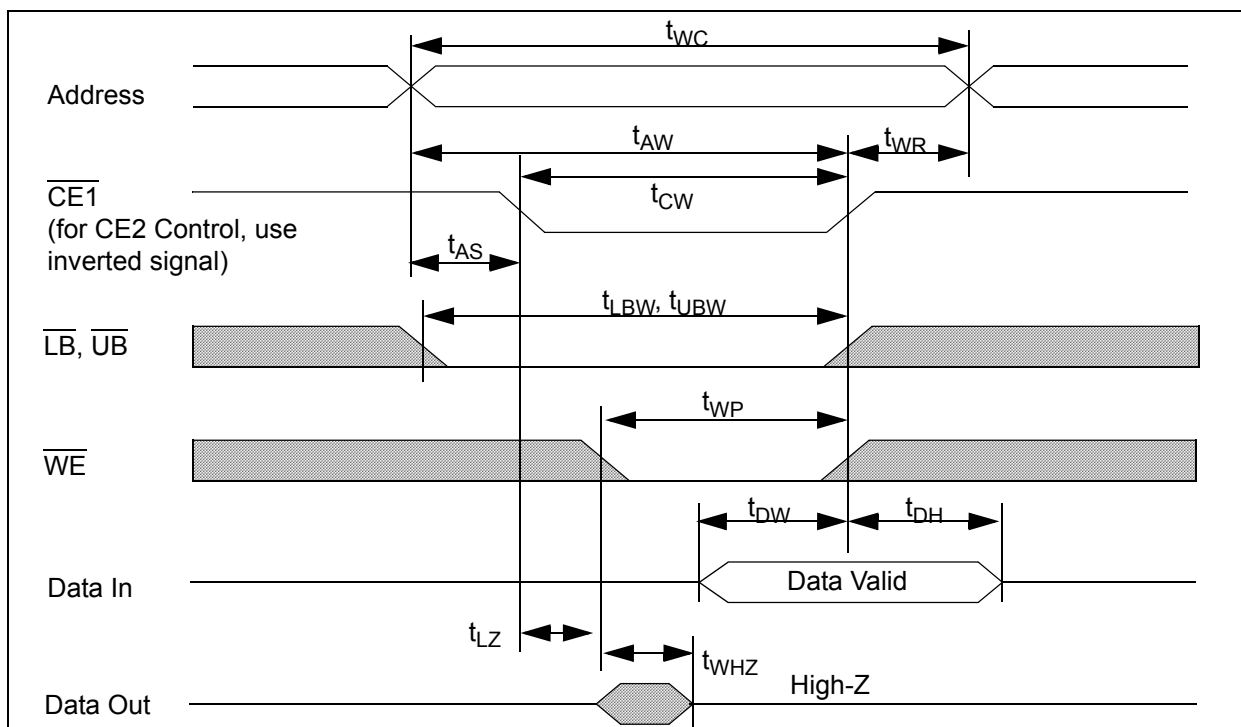 tWC
Address
tAW
tWR
CE1
(for CE2 Control, use
inverted signal)
tCW
tAS
tLBW, tUBW
LB, UB
tWP
WE
tDW
tDH
Data In
Data Valid
tLZ
tWHZ
High-Z
Data Out